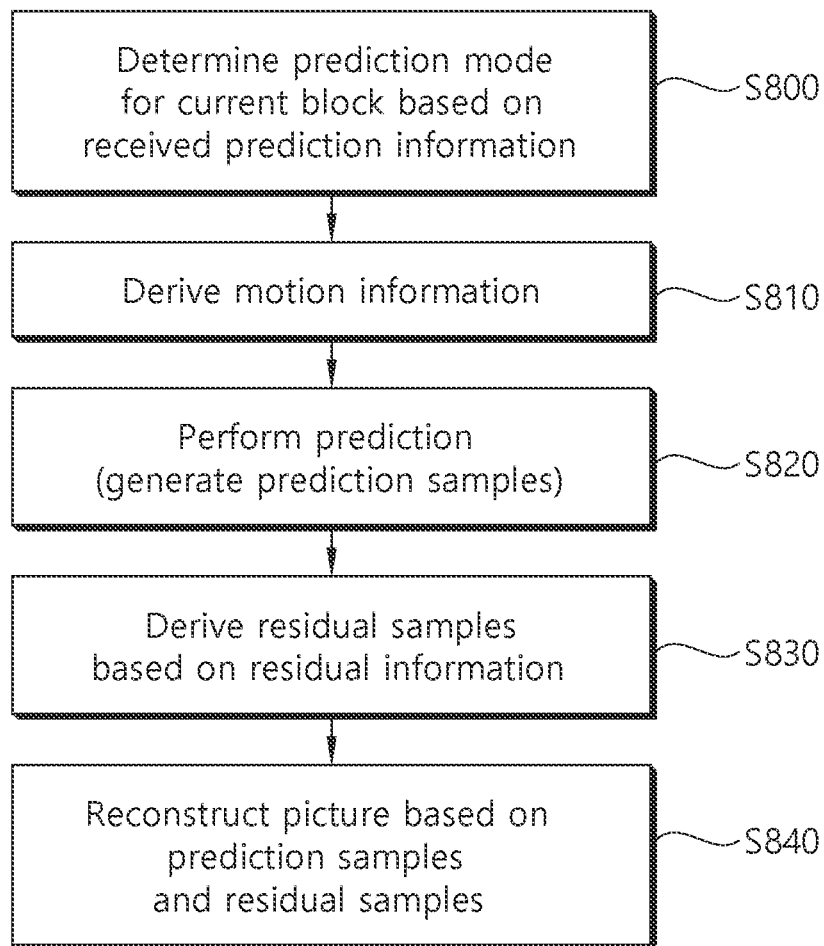 Determine prediction mode
for current block based on
received prediction information
S800
Derive motion information
S810
Perform prediction
(generate prediction samples)
S820
Derive residual samples
based on residual information
S830
Reconstruct picture based on
prediction samples
and residual samples
S840